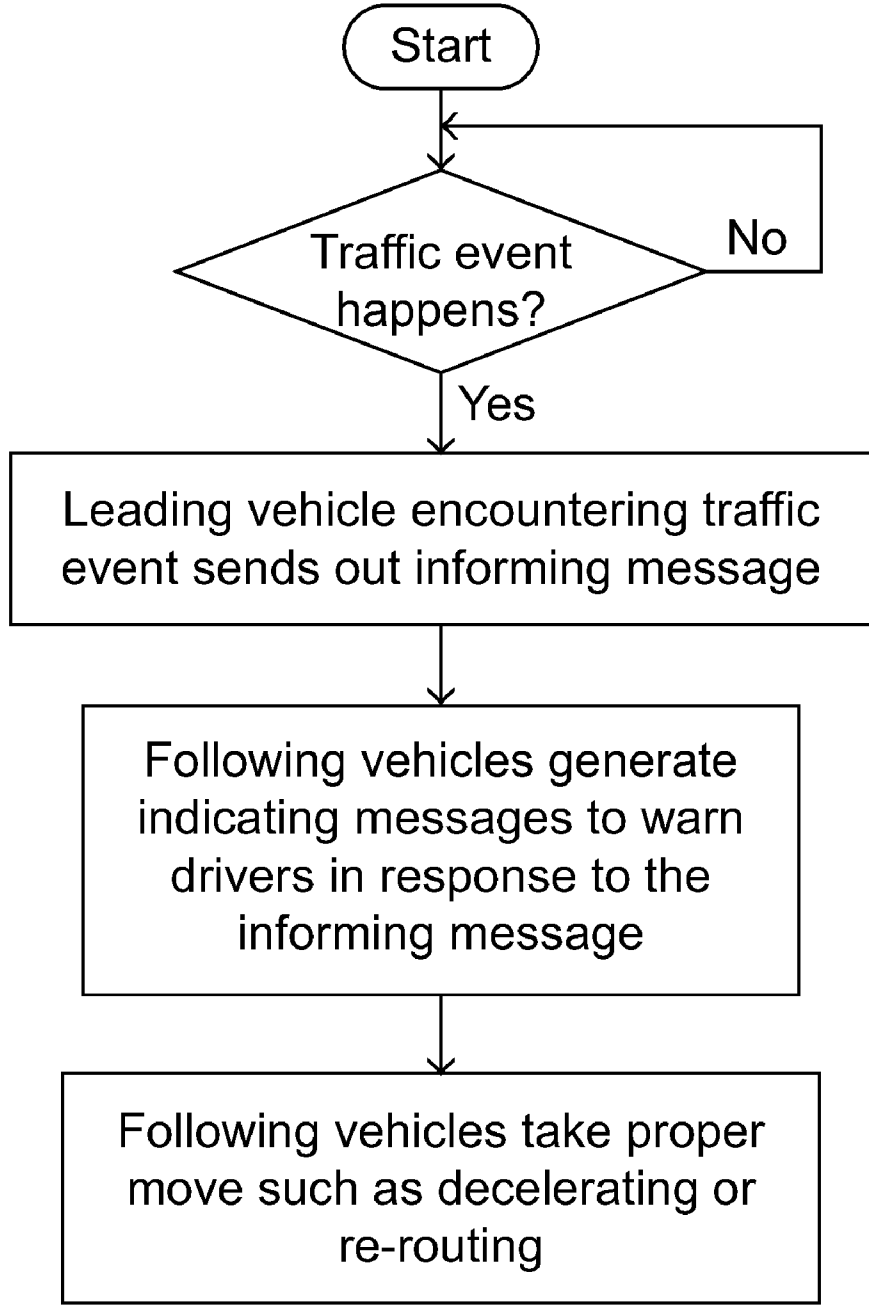 Start
Traffic event
happens?
No
Yes
Leading vehicle encountering traffic
event sends out informing message
Following vehicles generate
indicating messages to warn
drivers in response to the
informing message
Following vehicles take proper
move such as decelerating or
re-routing